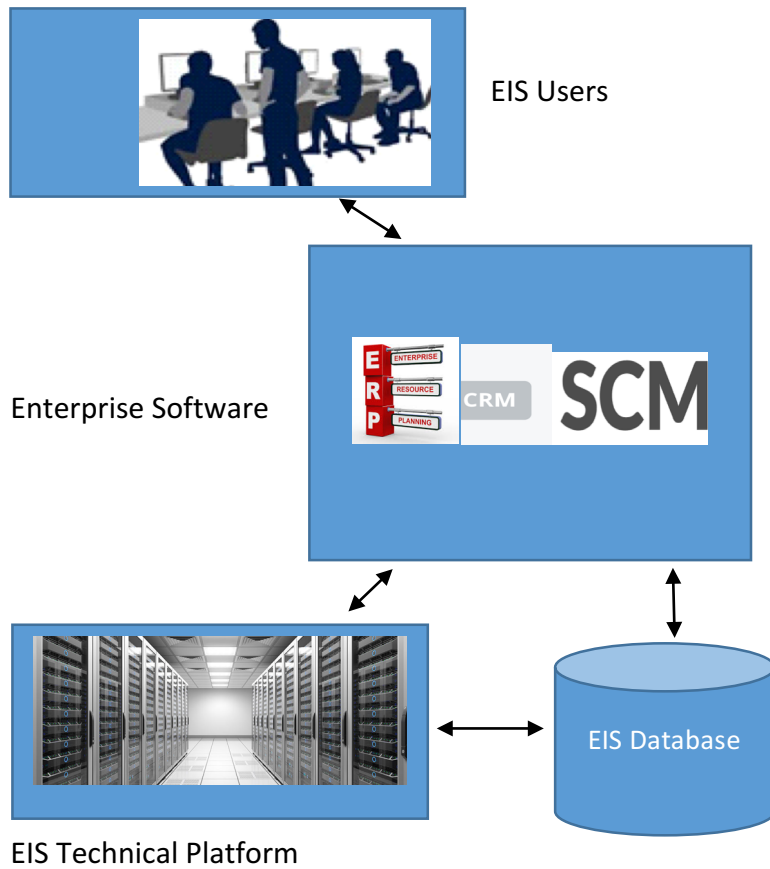 EIS Users
E ENTERPRISE
R RESOURCE
P PLANNING
CRM
SCM
Enterprise Software
EIS Database
EIS Technical Platform